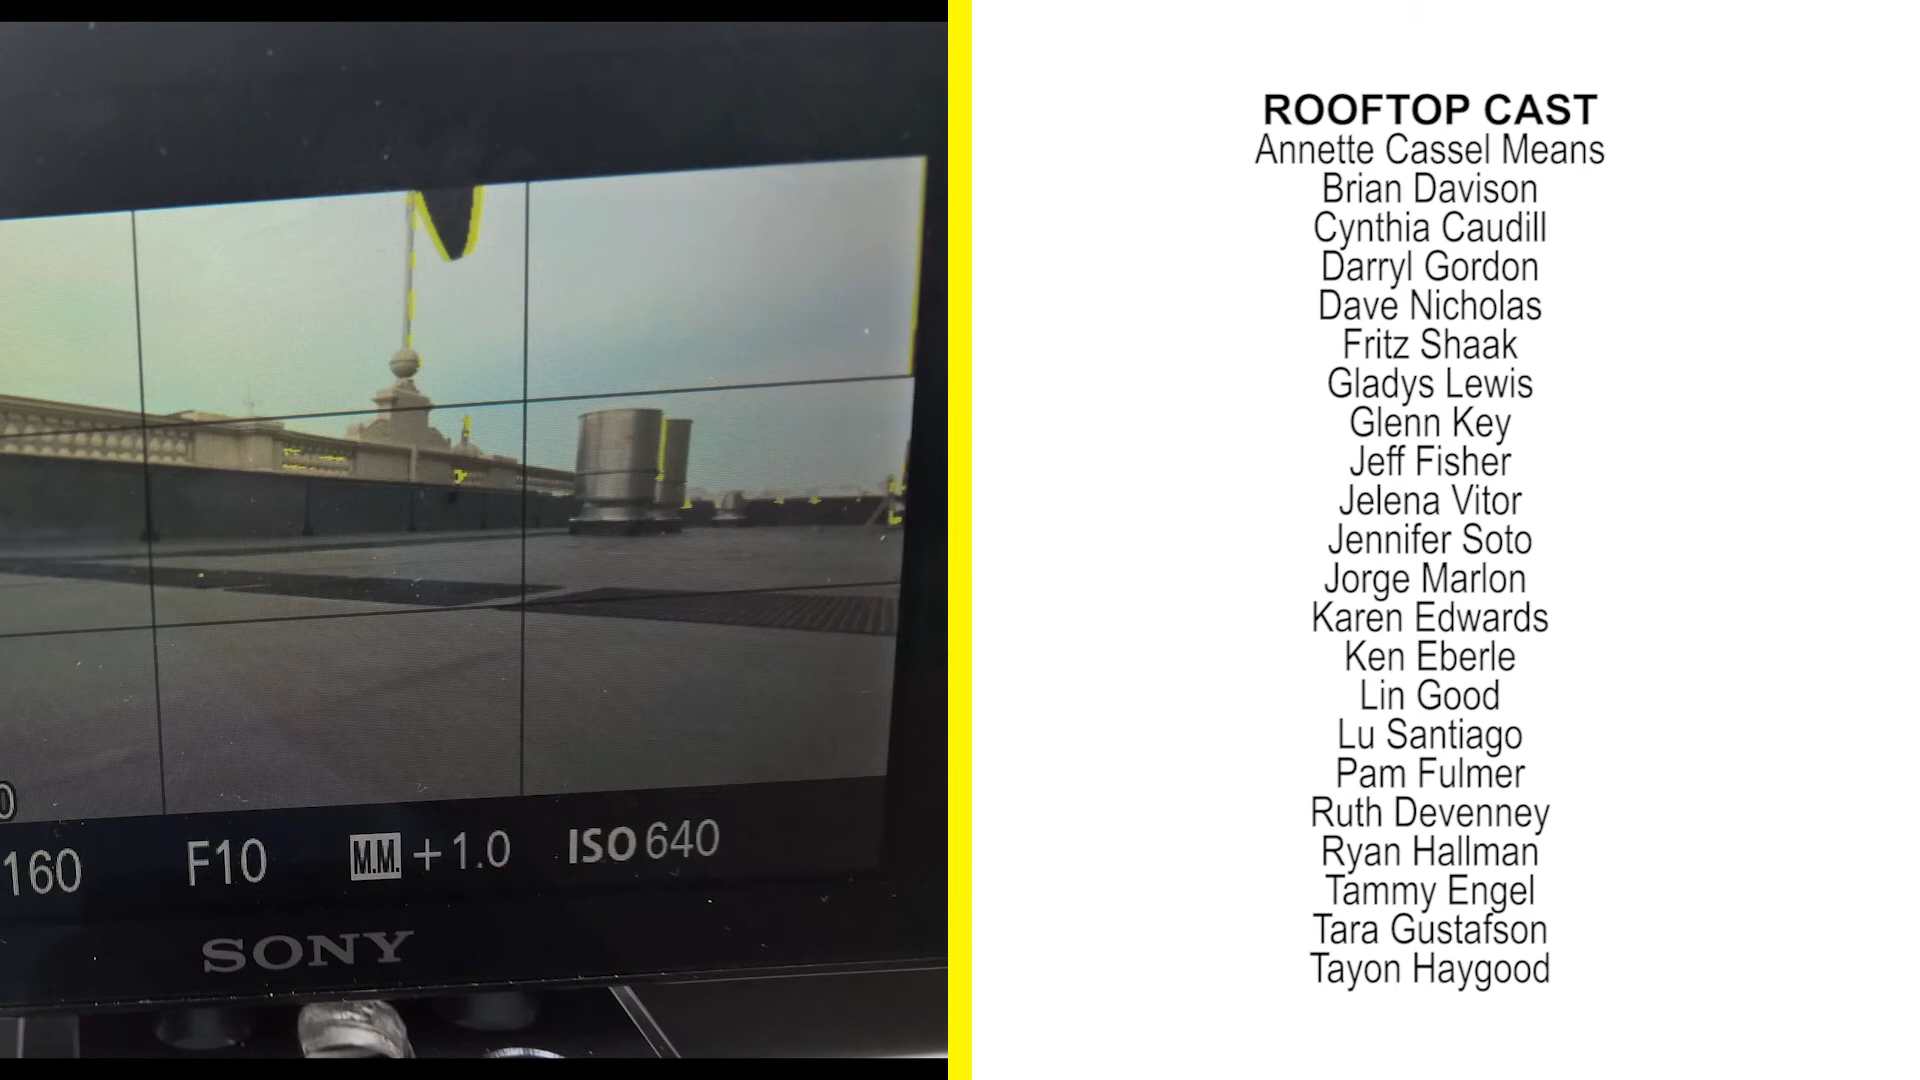 160 F10 M.M. +1.0 ISO 640
SONY
ROOFTOP CAST
Annette Cassel Means
Brian Davison
Cynthia Caudill
Darryl Gordon
Dave Nicholas
Fritz Shaak
Gladys Lewis
Glenn Key
Jeff Fisher
Jelena Vitor
Jennifer Soto
Jorge Marlon
Karen Edwards
Ken Eberle
Lin Good
Lu Santiago
Pam Fulmer
Ruth Devenney
Ryan Hallman
Tammy Engel
Tara Gustafson
Tayon Haygood